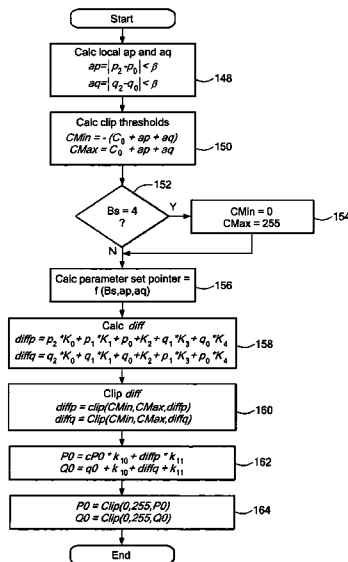 Start
Calc local ap and aq
ap=|p2-p0|< β
aq=|q2-q0|< β
148
Calc clip thresholds
CMin = - (C0 + ap + aq)
CMax = C0 + ap + aq
150
152
Bs = 4
?
Y
N
CMin = 0
CMax = 255
154
Calc parameter set pointer =
f (Bs,ap,aq)
156
Calc diff
diffp = p2*K0 + p1*K1 + p0+K2 + q1*K3 + q0*K4
diffq = q2*K0 + q1*K1 + q0+K2 + p1*K3 + p0*K4
158
Clip diff
diffp = clip(CMin,CMax,diffp)
diffq = Clip(CMin,CMax,diffq)
160
P0 = cP0* k10 + diffp* k11
Q0 = q0 + k10 + diffq + k11
162
P0 = Clip(0,255,P0)
Q0 = Clip(0,255,Q0)
164
End